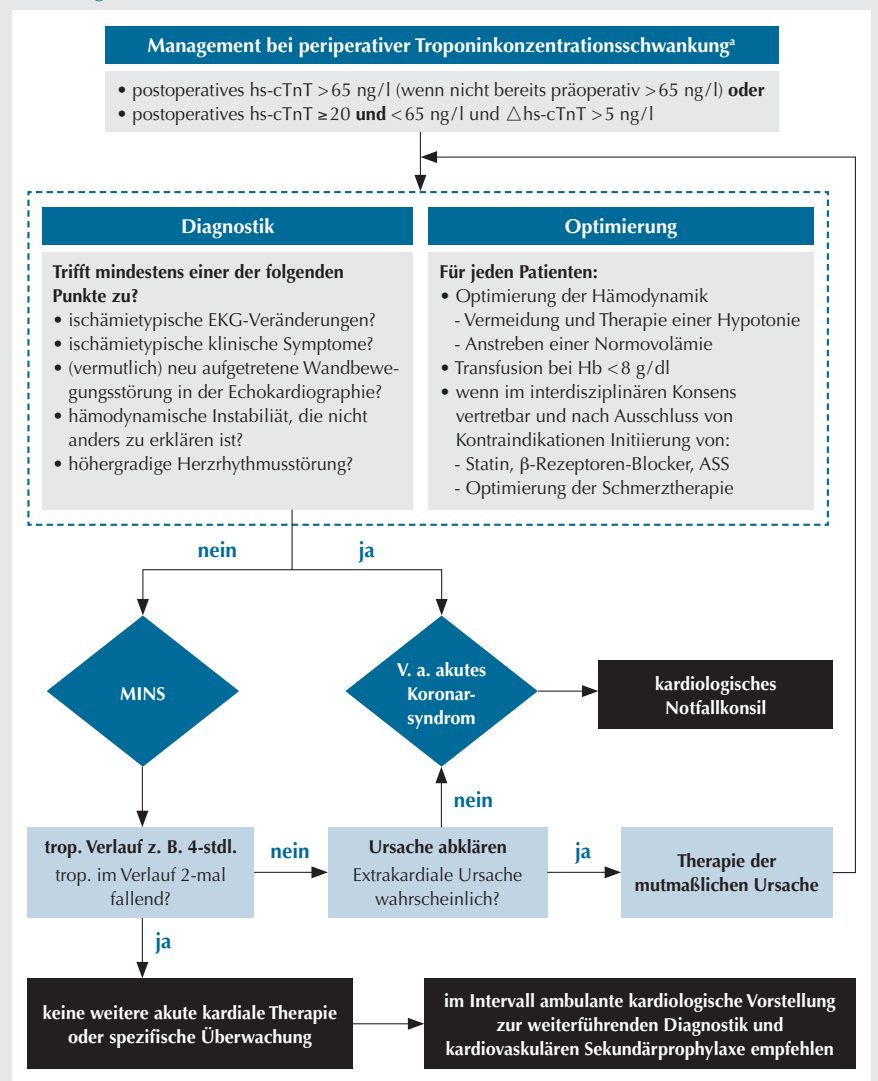 Management bei periperativer Troponinkonzentrationsschwankungᵃ
• postoperatives hs-cTnT >65 ng/l (wenn nicht bereits präoperativ >65 ng/l) oder
• postoperatives hs-cTnT ≥20 und <65 ng/l und △hs-cTnT >5 ng/l
Diagnostik
Trifft mindestens einer der folgenden
Punkte zu?
• ischämietypische EKG-Veränderungen?
• ischämietypische klinische Symptome?
• (vermutlich) neu aufgetretene Wandbewe-
gungsstörung in der Echokardiographie?
• hämodynamische Instabiliät, die nicht
anders zu erklären ist?
• höhergradige Herzrhythmusstörung?
Optimierung
Für jeden Patienten:
• Optimierung der Hämodynamik
- Vermeidung und Therapie einer Hypotonie
- Anstreben einer Normovolämie
• Transfusion bei Hb <8 g/dl
• wenn im interdisziplinären Konsens
vertretbar und nach Ausschluss von
Kontraindikationen Initiierung von:
- Statin, β-Rezeptoren-Blocker, ASS
- Optimierung der Schmerztherapie
nein
ja
MINS
V. a. akutes
Koronar-
syndrom
kardiologisches
Notfallkonsil
nein
trop. Verlauf z. B. 4-stdl.
trop. im Verlauf 2-mal
fallend?
nein
Ursache abklären
Extrakardiale Ursache
wahrscheinlich?
ja
Therapie der
mutmaßlichen Ursache
ja
keine weitere akute kardiale Therapie
oder spezifische Überwachung
im Intervall ambulante kardiologische Vorstellung
zur weiterführenden Diagnostik und
kardiovaskulären Sekundärprophylaxe empfehlen